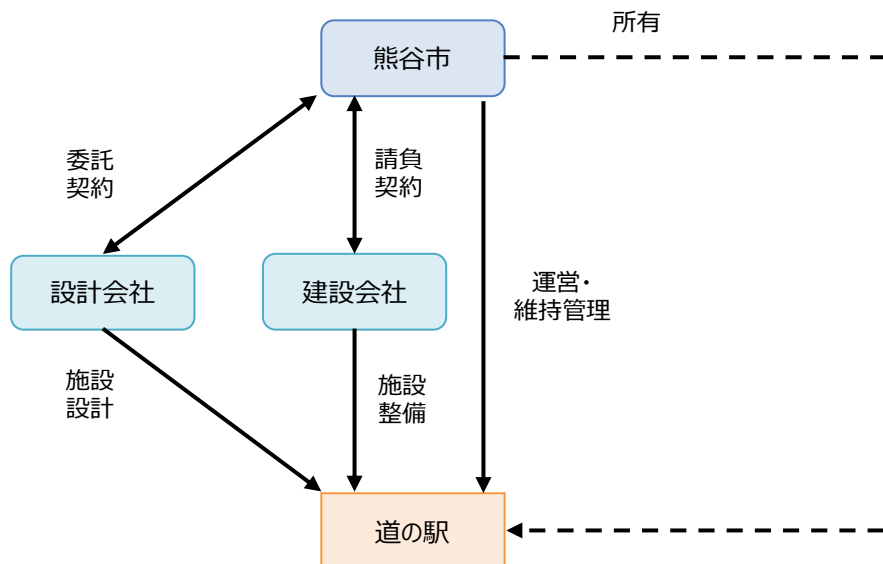 所有
熊谷市
委託
契約
請負
契約
設計会社
建設会社
運営・
維持管理
施設
設計
施設
整備
道の駅